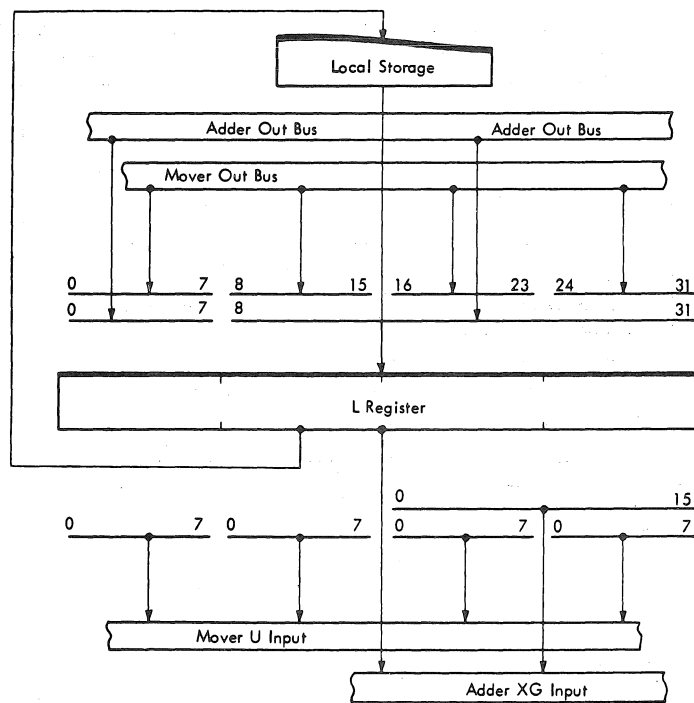 Local Storage
Adder Out Bus Adder Out Bus
Mover Out Bus
0 7 8 15 16 23 24 31
0 7 8 31
L Register
0 15
0 7 0 7 0 7 0 7
Mover U Input
Adder XG Input